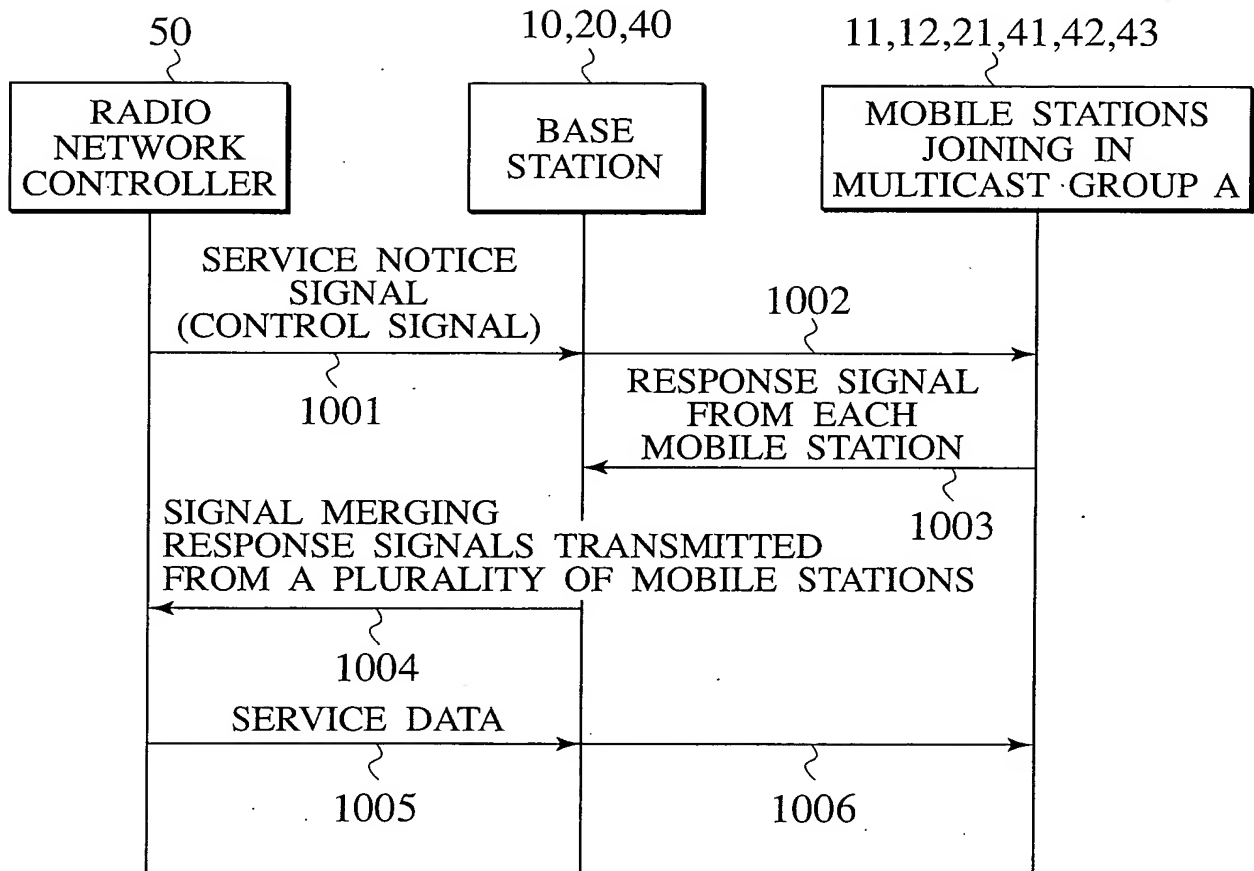 50
10,20,40
11,12,21,41,42,43
RADIO
NETWORK
CONTROLLER
BASE
STATION
MOBILE STATIONS
JOINING IN
MULTICAST GROUP A
SERVICE NOTICE
SIGNAL
(CONTROL SIGNAL)
1001
1002
RESPONSE SIGNAL
FROM EACH
MOBILE STATION
1003
SIGNAL MERGING
RESPONSE SIGNALS TRANSMITTED
FROM A PLURALITY OF MOBILE STATIONS
1004
SERVICE DATA
1005
1006